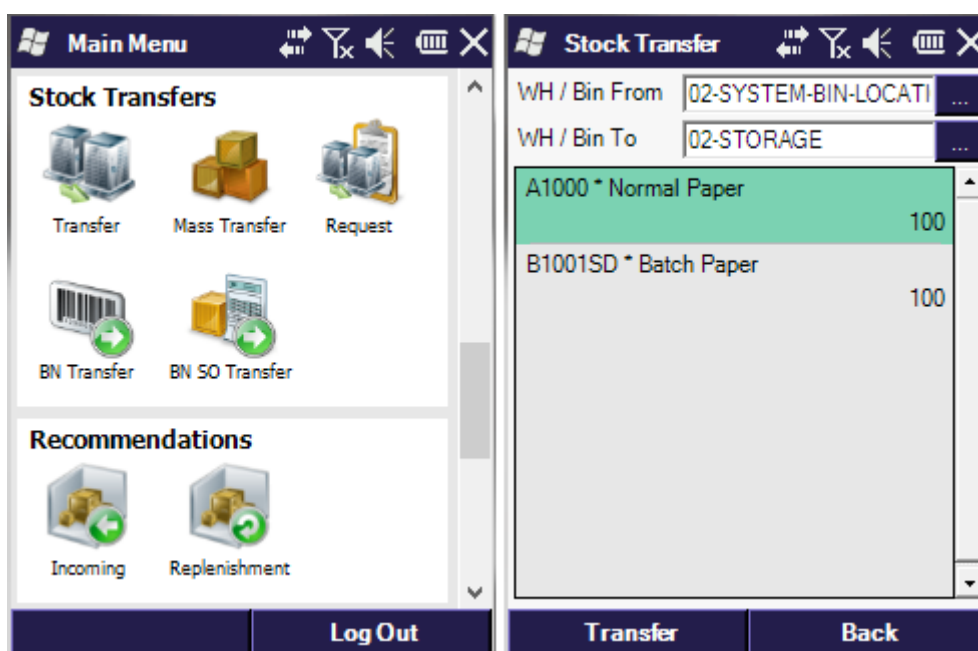 Main Menu
Stock Transfers
Transfer Mass Transfer Request
BN Transfer BN SO Transfer
Recommendations
Incoming Replenishment
Log Out
Stock Transfer
WH / Bin From 02-SYSTEM-BIN-LOCATI ...
WH / Bin To 02-STORAGE ...
A1000 * Normal Paper
100
B1001SD * Batch Paper
100
Transfer Back